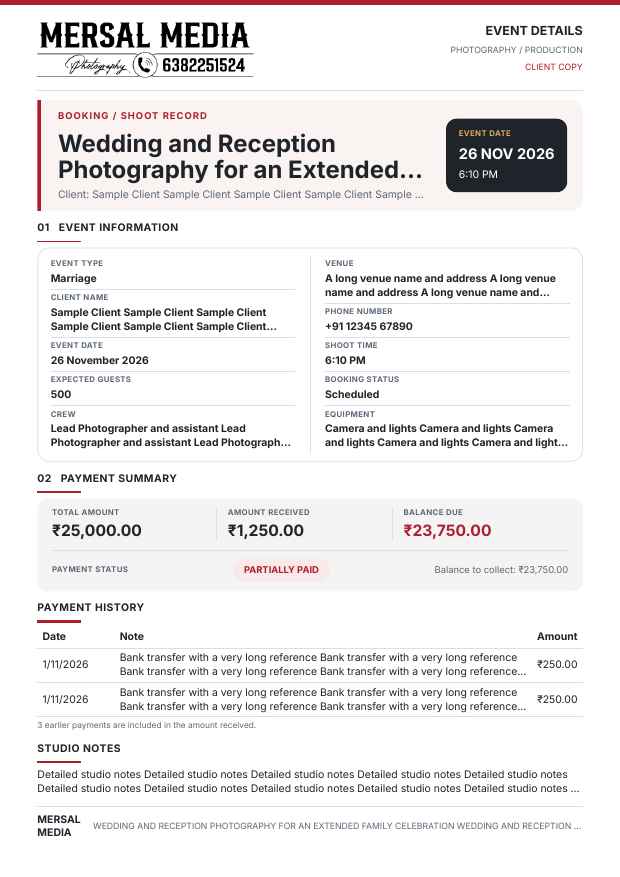 MERSAL MEDIA
Photography 6382251524
EVENT DETAILS
PHOTOGRAPHY / PRODUCTION
CLIENT COPY
BOOKING / SHOOT RECORD
Wedding and Reception
Photography for an Extended...
Client: Sample Client Sample Client Sample Client Sample Client Sample ...
EVENT DATE
26 NOV 2026
6:10 PM
01 EVENT INFORMATION
EVENT TYPE
Marriage
CLIENT NAME
Sample Client Sample Client Sample Client
Sample Client Sample Client Sample Client...
EVENT DATE
26 November 2026
EXPECTED GUESTS
500
CREW
Lead Photographer and assistant Lead
Photographer and assistant Lead Photograph...
VENUE
A long venue name and address A long venue
name and address A long venue name and...
PHONE NUMBER
+91 12345 67890
SHOOT TIME
6:10 PM
BOOKING STATUS
Scheduled
EQUIPMENT
Camera and lights Camera and lights Camera
and lights Camera and lights Camera and light...
02 PAYMENT SUMMARY
TOTAL AMOUNT
₹25,000.00
AMOUNT RECEIVED
₹1,250.00
BALANCE DUE
₹23,750.00
PAYMENT STATUS
PARTIALLY PAID
Balance to collect: ₹23,750.00
PAYMENT HISTORY
Date Note Amount
1/11/2026
Bank transfer with a very long reference Bank transfer with a very long reference
Bank transfer with a very long reference Bank transfer with a very long reference...
₹250.00
1/11/2026
Bank transfer with a very long reference Bank transfer with a very long reference
Bank transfer with a very long reference Bank transfer with a very long reference...
₹250.00
3 earlier payments are included in the amount received.
STUDIO NOTES
Detailed studio notes Detailed studio notes Detailed studio notes Detailed studio notes Detailed studio notes
Detailed studio notes Detailed studio notes Detailed studio notes Detailed studio notes Detailed studio notes ...
MERSAL
MEDIA
WEDDING AND RECEPTION PHOTOGRAPHY FOR AN EXTENDED FAMILY CELEBRATION WEDDING AND RECEPTION ...